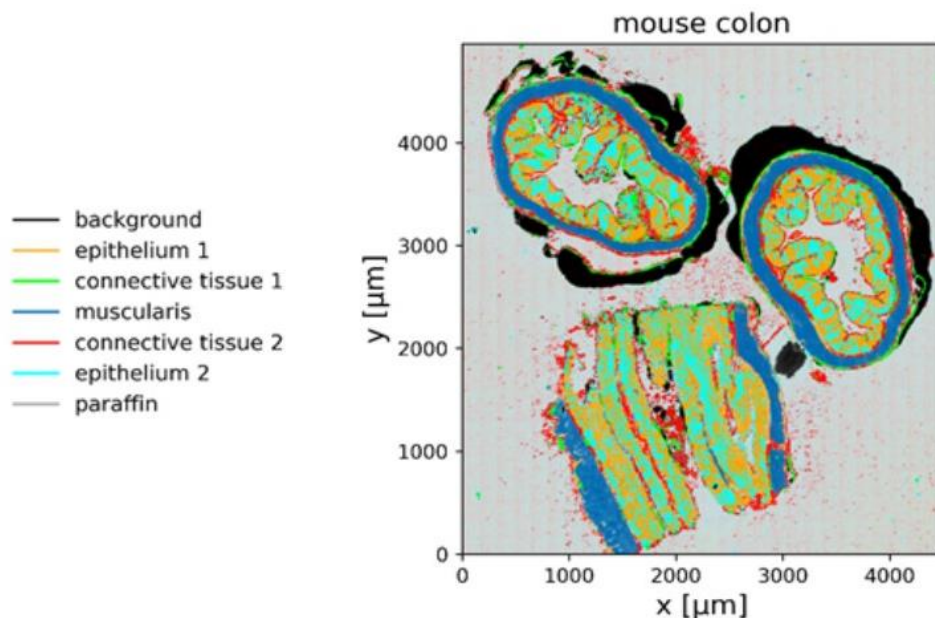 mouse colon
background
epithelium 1
connective tissue 1
muscularis
connective tissue 2
epithelium 2
paraffin
y [μm]
4000
3000
2000
1000
0
0 1000 2000 3000 4000
x [μm]